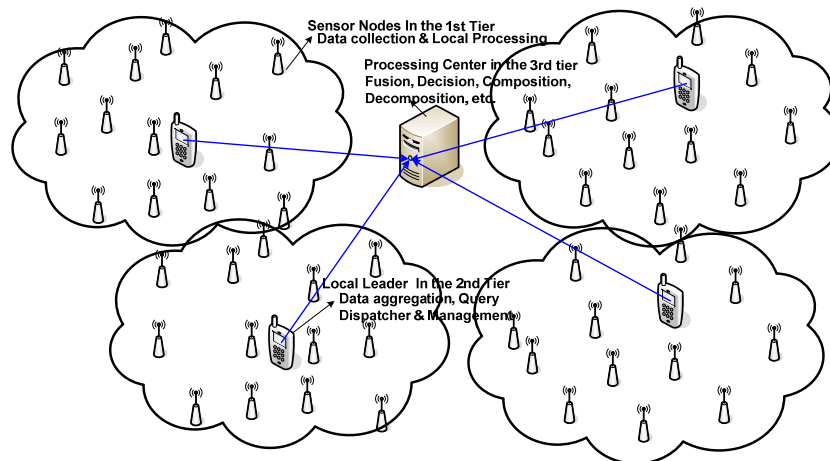 Sensor Nodes In the 1st Tier
Data collection & Local Processing
Processing Center in the 3rd tier
Fusion, Decision, Composition,
Decomposition, etc.
Local Leader In the 2nd Tier
Data aggregation, Query
Dispatcher & Management